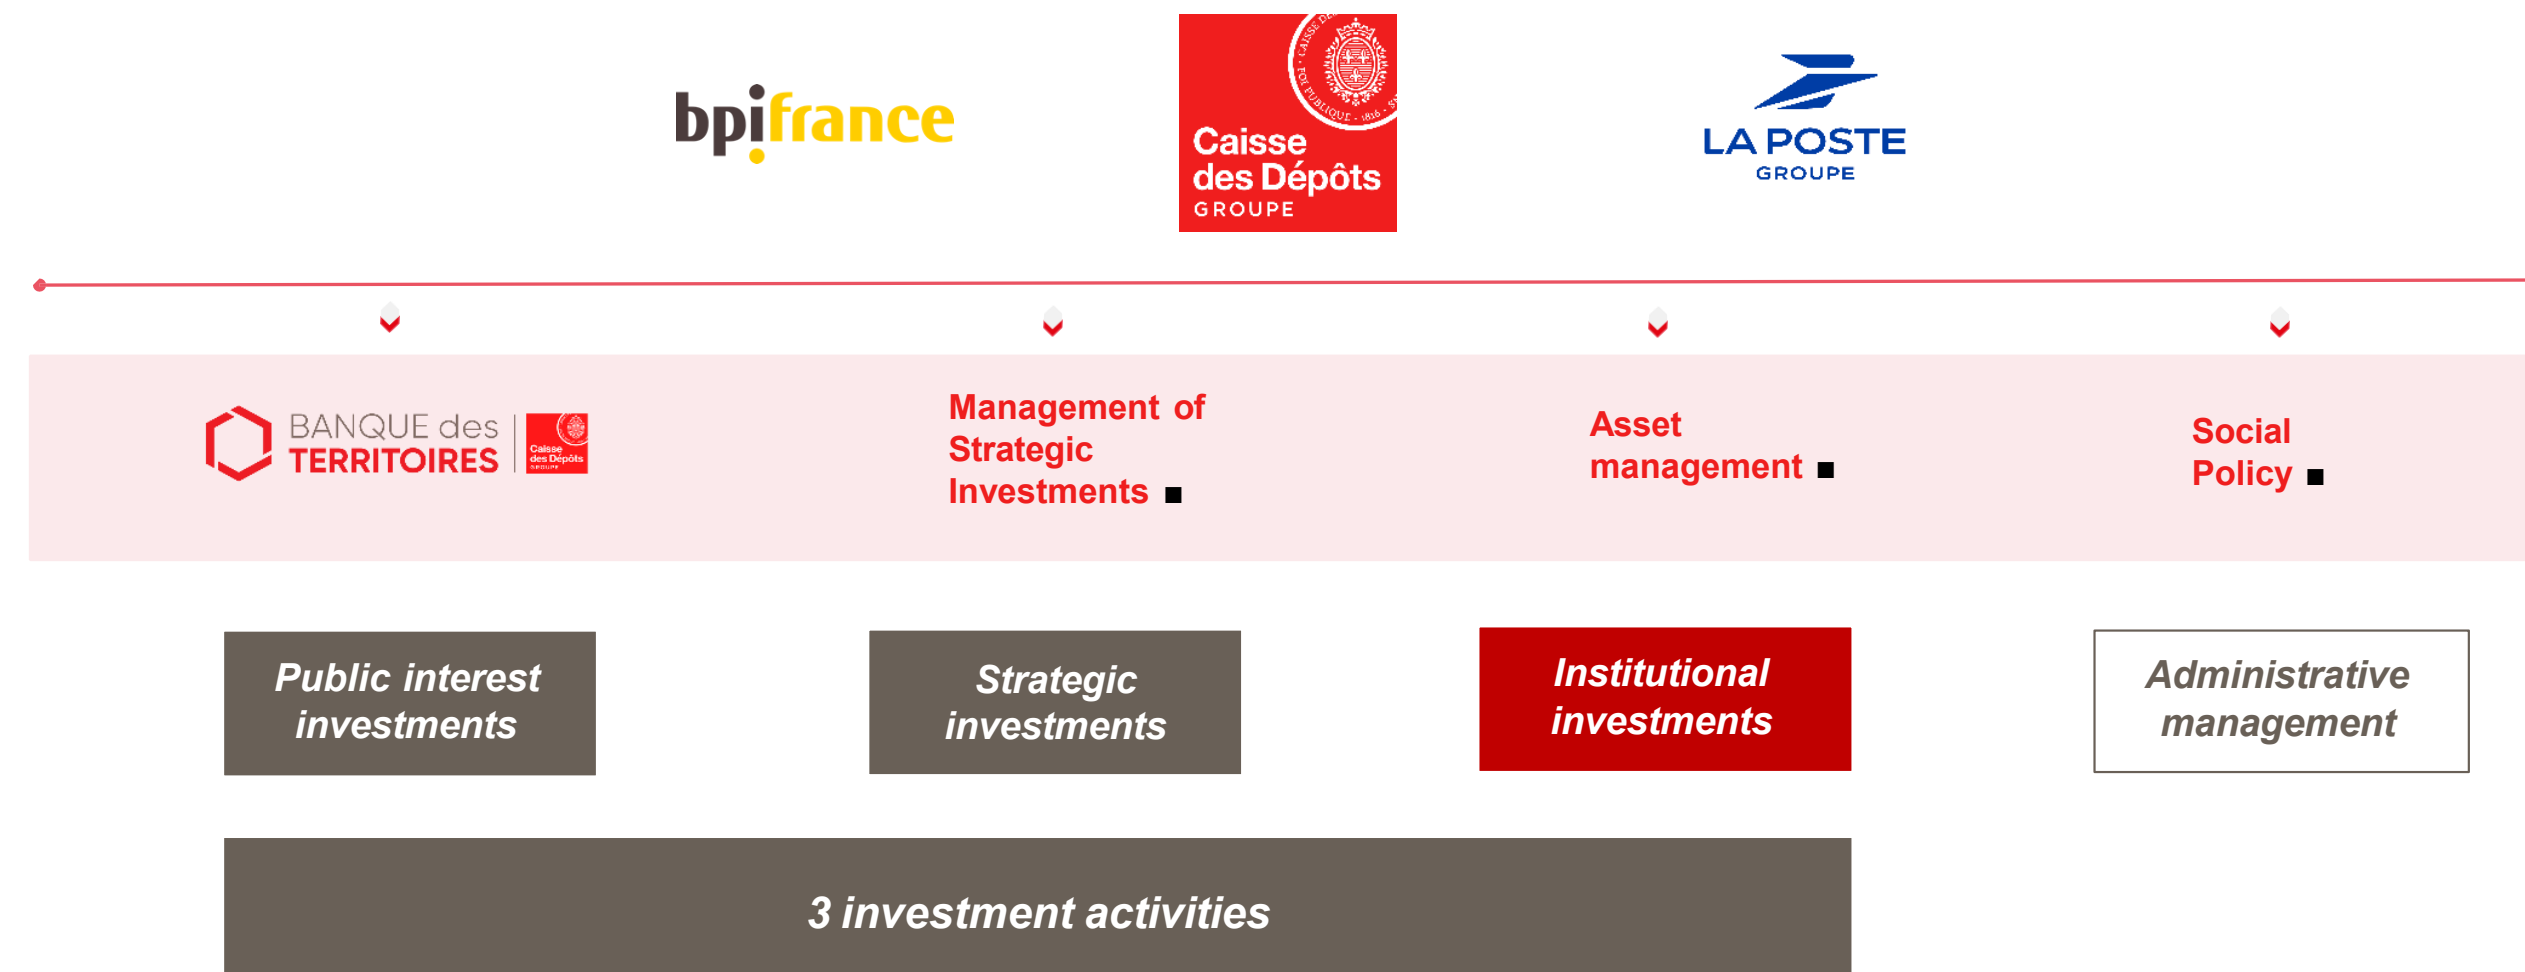 bpifrance
Caisse
des Dépôts
GROUPE
LA POSTE
GROUPE
BANQUE des
TERRITOIRES
Caisse
des Dépôts
GROUPE
Management of
Strategic
Investments
Asset
management
Social
Policy
Public interest
investments
Strategic
investments
Institutional
investments
Administrative
management
3 investment activities